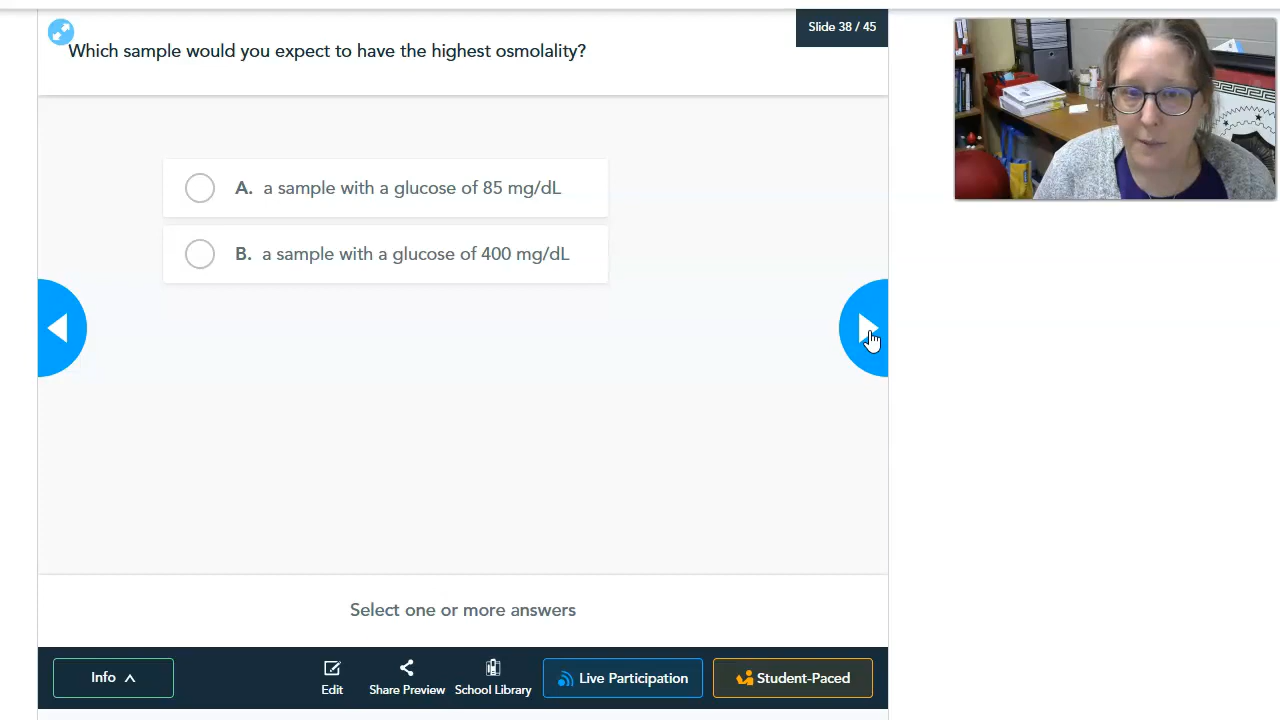 Slide 38 / 45
Which sample would you expect to have the highest osmolality?
A. a sample with a glucose of 85 mg/dL
B. a sample with a glucose of 400 mg/dL
Select one or more answers
Info
Edit
Share Preview
School Library
Live Participation
Student-Paced